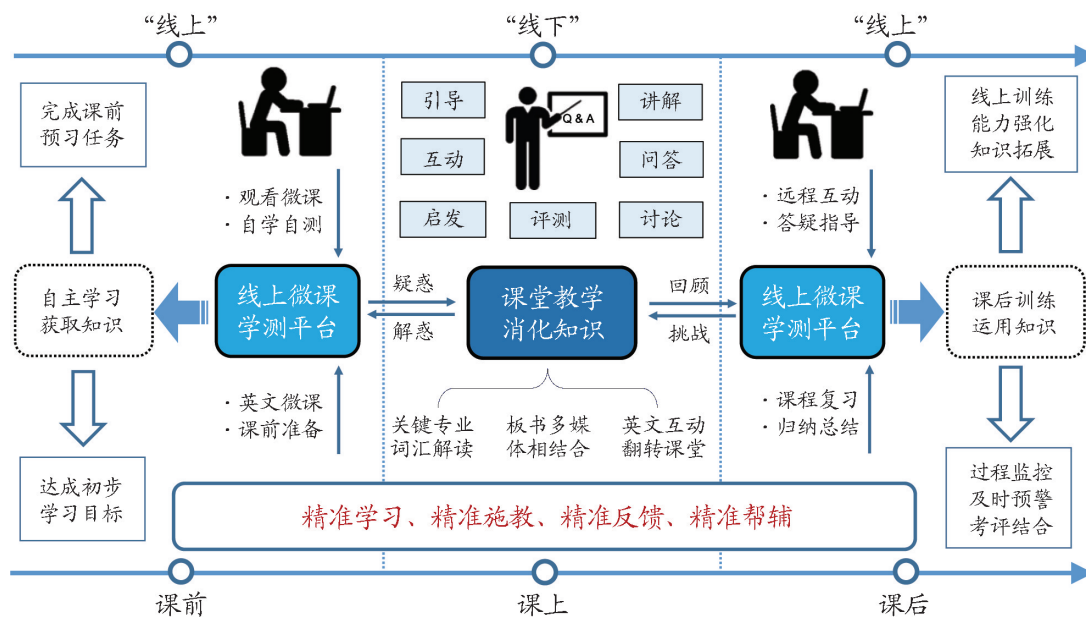 “线上”
“线下”
“线上”
完成课前
预习任务
自主学习
获取知识
达成初步
学习目标
· 观看微课
· 自学自测
线上微课
学测平台
· 英文微课
· 课前准备
疑惑
解惑
引导
互动
启发
Q&A
评测
讲解
问答
讨论
课堂教学
消化知识
关键专业
词汇解读
板书多媒
体相结合
英文互动
翻转课堂
回顾
挑战
· 远程互动
· 答疑指导
线上微课
学测平台
· 课程复习
· 归纳总结
线上训练
能力强化
知识拓展
课后训练
运用知识
过程监控
及时预警
考评结合
精准学习、精准施教、精准反馈、精准帮辅
课前
课上
课后